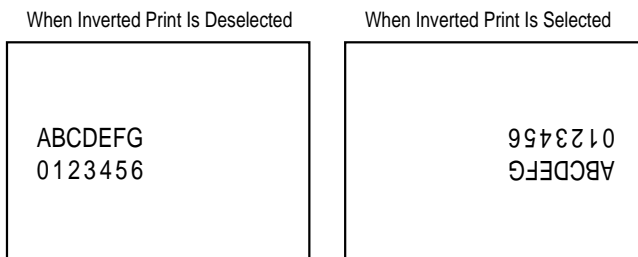 When Inverted Print Is Deselected
ABCDEFG
0123456
When Inverted Print Is Selected
ABCDEFG
0123456